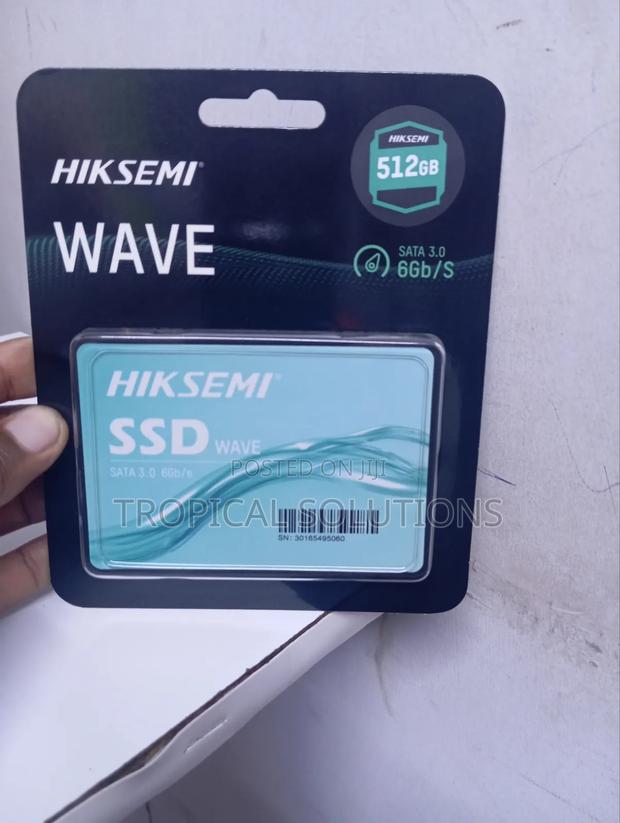 HIKSEMI®
WAVE
HIKSEMI
512GB
SATA 3.0
6Gb/S
HIKSEMI®
SSD WAVE
SATA 3.0 6Gb/s
POSTED ON JIJI
TROPICAL SOLUTIONS
SN: 30165495060